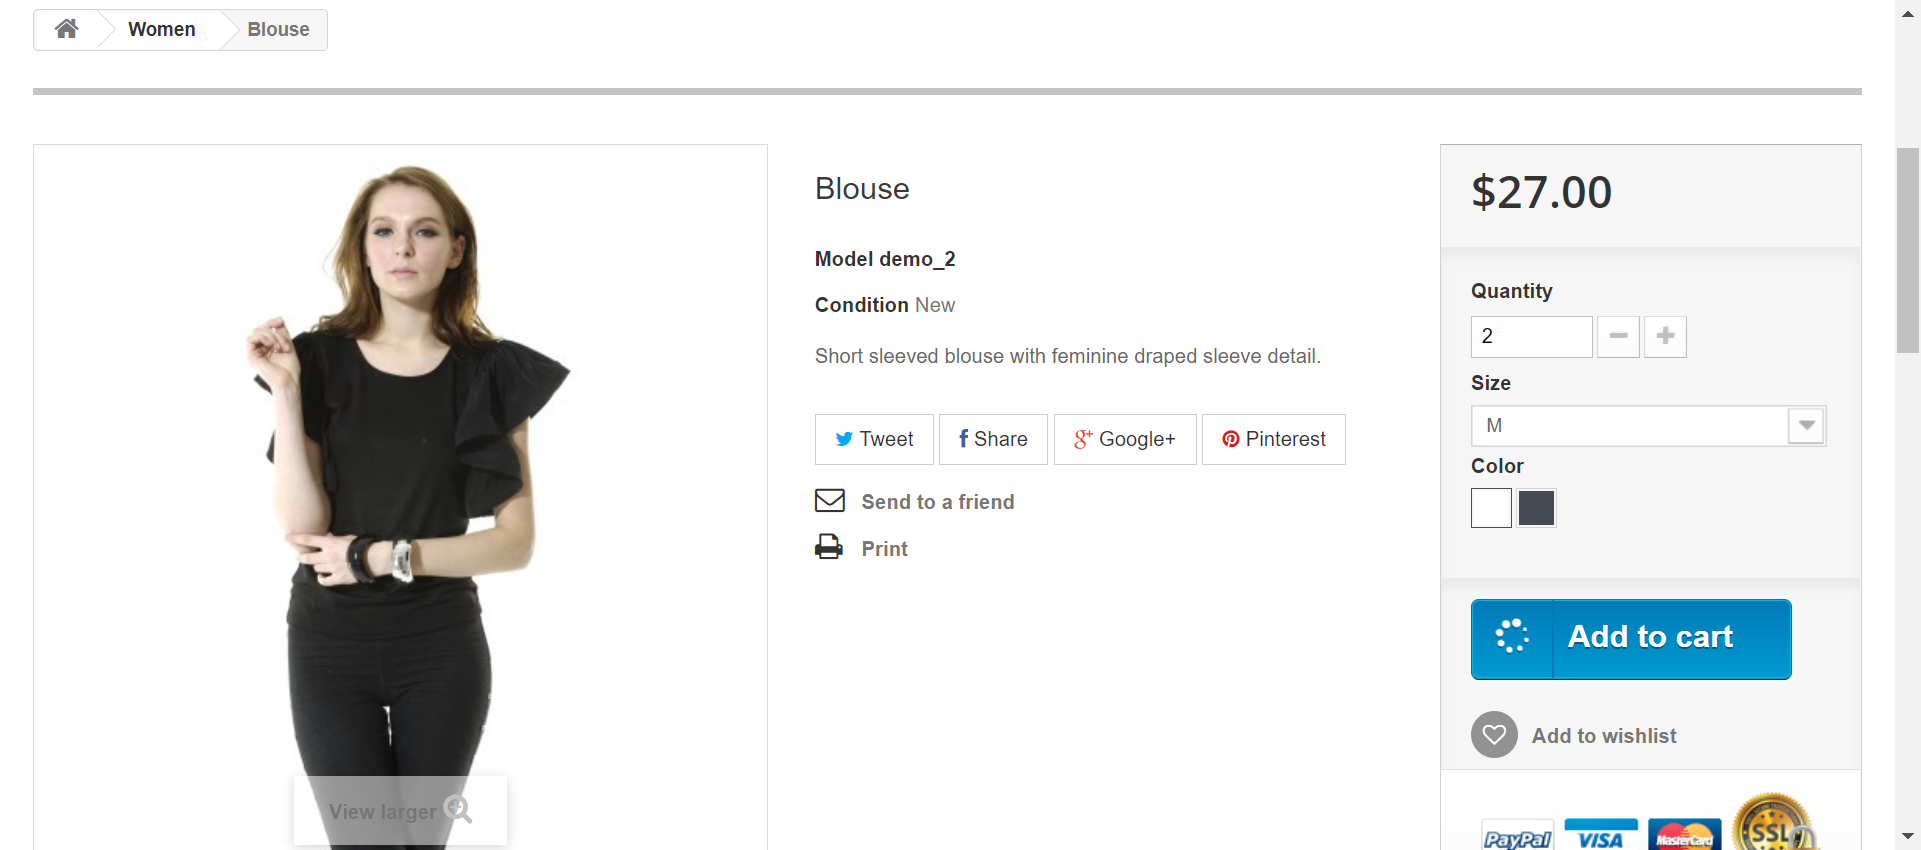 Women
Blouse
Blouse
Model demo_2
Condition New
Short sleeved blouse with feminine draped sleeve detail.
Tweet
Share
Google+
Pinterest
Send to a friend
Print
View larger
$27.00
Quantity
2
Size
M
Color
Add to cart
Add to wishlist
PayPal
VISA
MasterCard
SSL